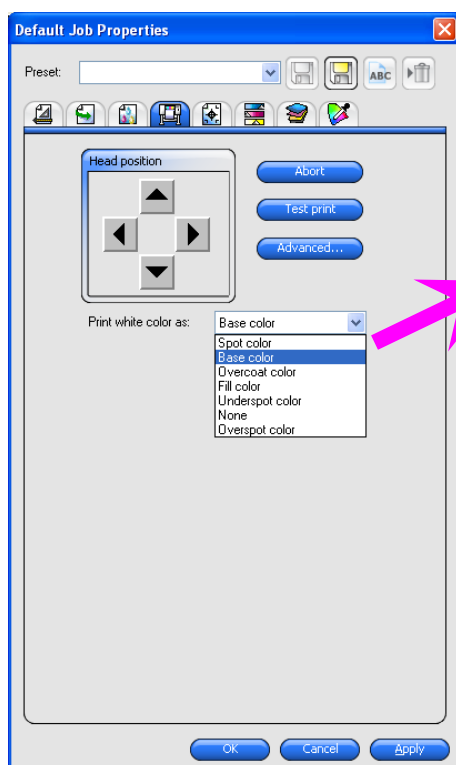 Default Job Properties
Preset:
ABC
Head position
Abort
Test print
Advanced...
Print white color as:
Base color
Spot color
Base color
Overcoat color
Fill color
Underspot color
None
Overspot color
OK Cancel Apply